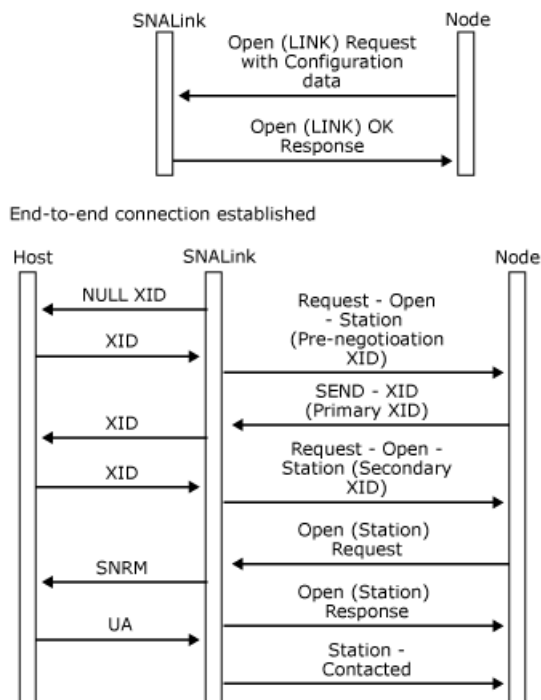 SNALink
Node
Open (LINK) Request
with Configuration
data
Open (LINK) OK
Response
End-to-end connection established
Host
SNALink
Node
NULL XID
Request - Open
- Station
(Pre-negotioation
XID)
XID
SEND - XID
(Primary XID)
XID
Request - Open -
Station (Secondary
XID)
XID
Open (Station)
Request
SNRM
Open (Station)
Response
UA
Station -
Contacted